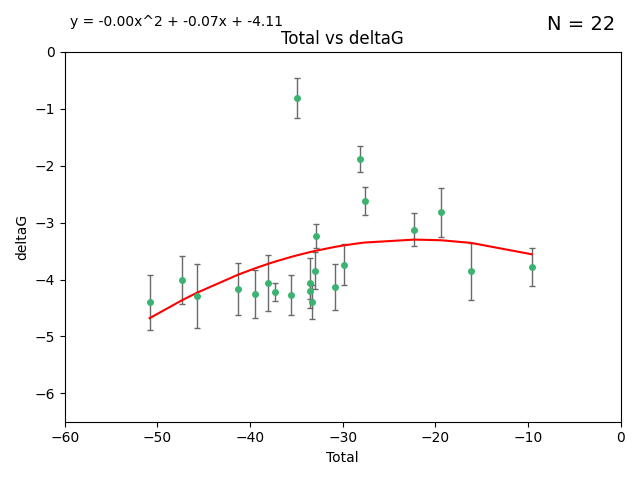 y = -0.00x^2 + -0.07x + -4.11
N = 22
Total vs deltaG
0
−1
−2
−3
−4
−5
−6
deltaG
−60 −50 −40 −30 −20 −10 0
Total